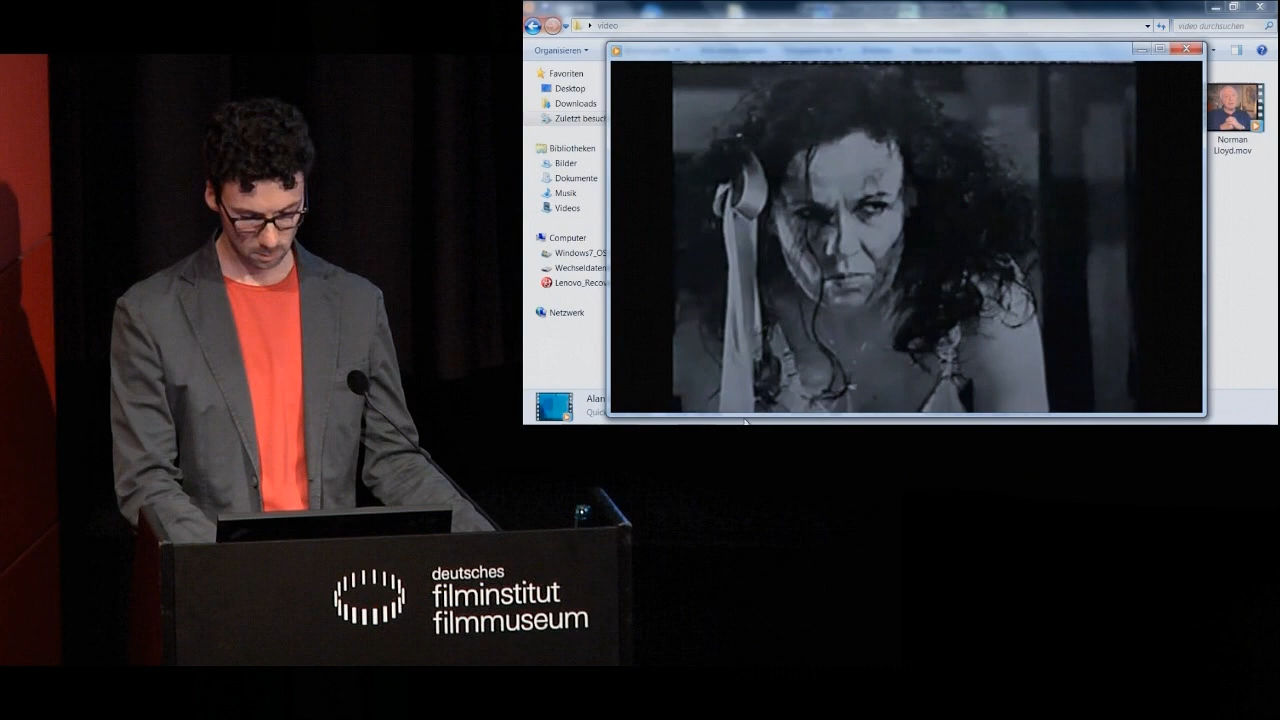 video
video durchsuchen
Organisieren
Favoriten
Desktop
Downloads
Zuletzt besuch
Bibliotheken
Bilder
Dokumente
Musik
Videos
Computer
Windows7_OS
Wechseldaten
Lenovo_Recov
Netzwerk
Norman
Lloyd.mov
Alan
Quic
deutsches
filminstitut
filmmuseum